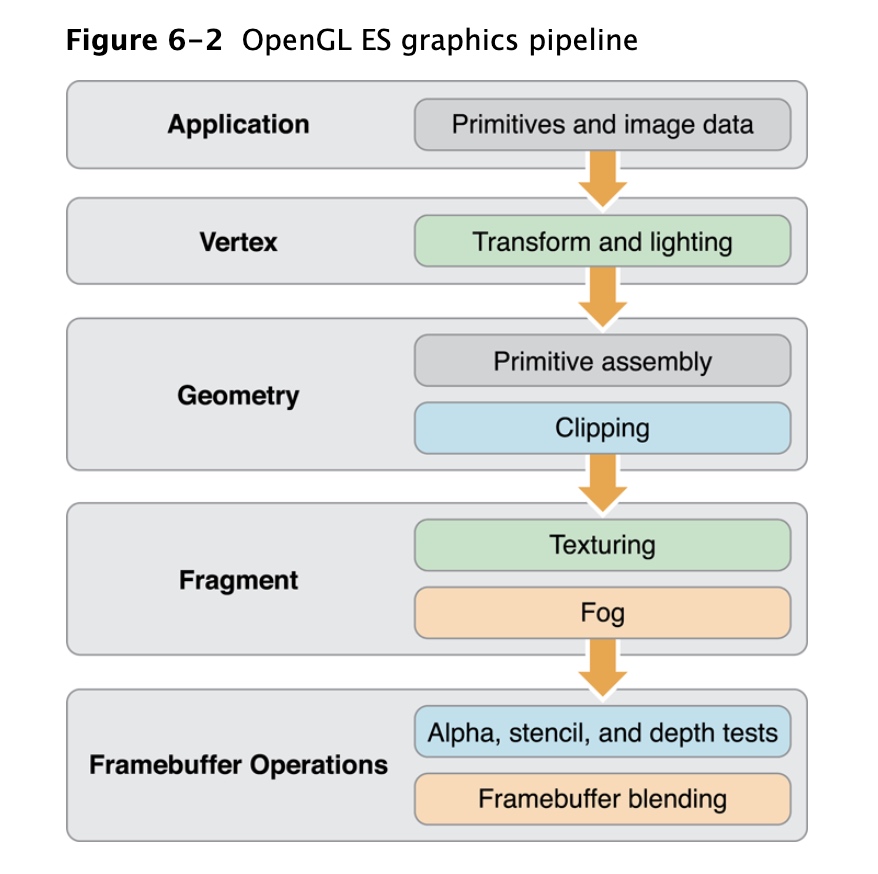 Figure 6–2 OpenGL ES graphics pipeline
Application
Primitives and image data
Vertex
Transform and lighting
Geometry
Primitive assembly
Clipping
Fragment
Texturing
Fog
Framebuffer Operations
Alpha, stencil, and depth tests
Framebuffer blending